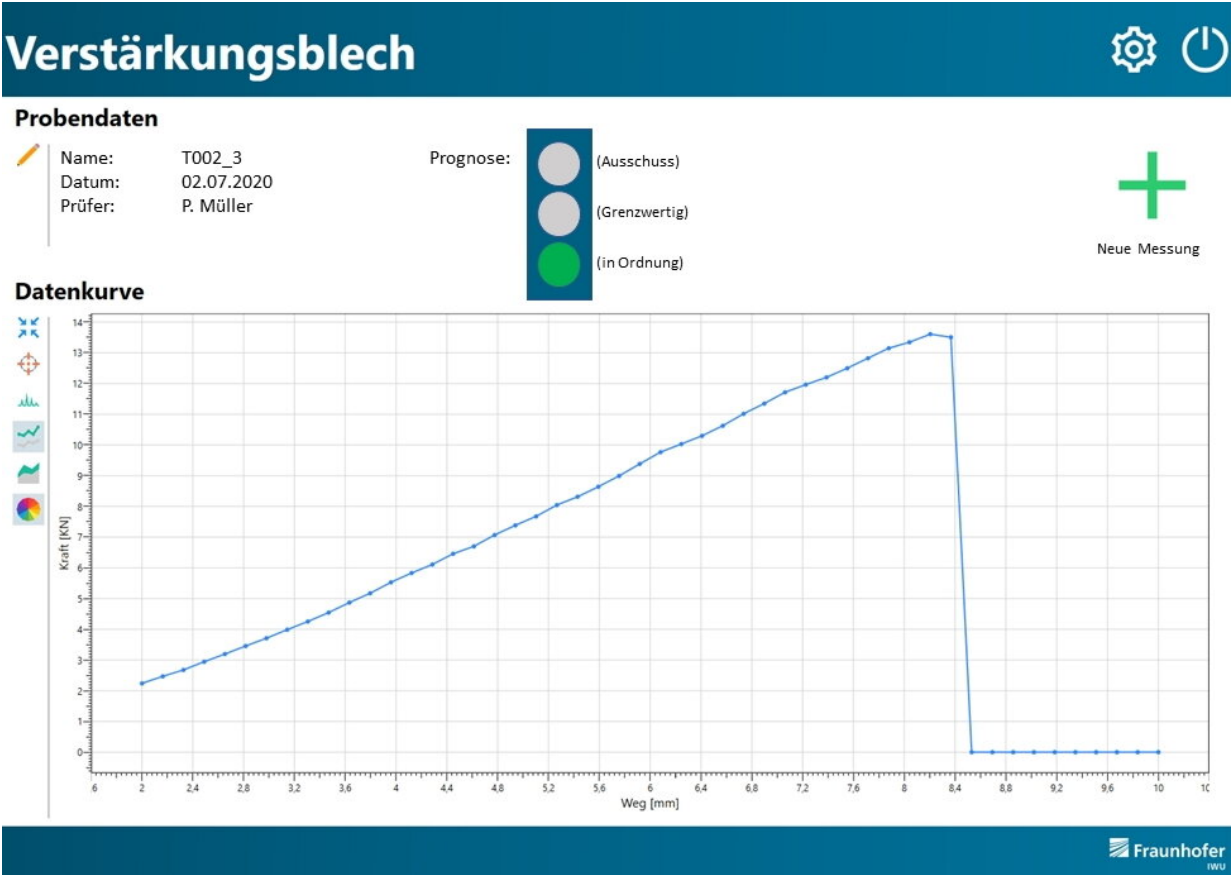 Verstärkungsblech
Probendaten
Name: T002_3
Datum: 02.07.2020
Prüfer: P. Müller
Prognose:
(Ausschuss)
(Grenzwertig)
(in Ordnung)
Neue Messung
Datenkurve
14
13
12
11
10
9
8
7
6
5
4
3
2
1
0
Kraft [KN]
6 2 2,4 2,8 3,2 3,6 4 4,4 4,8 5,2 5,6 6 6,4 6,8 7,2 7,6 8 8,4 8,8 9,2 9,6 10 10
Weg [mm]
Fraunhofer
IWU